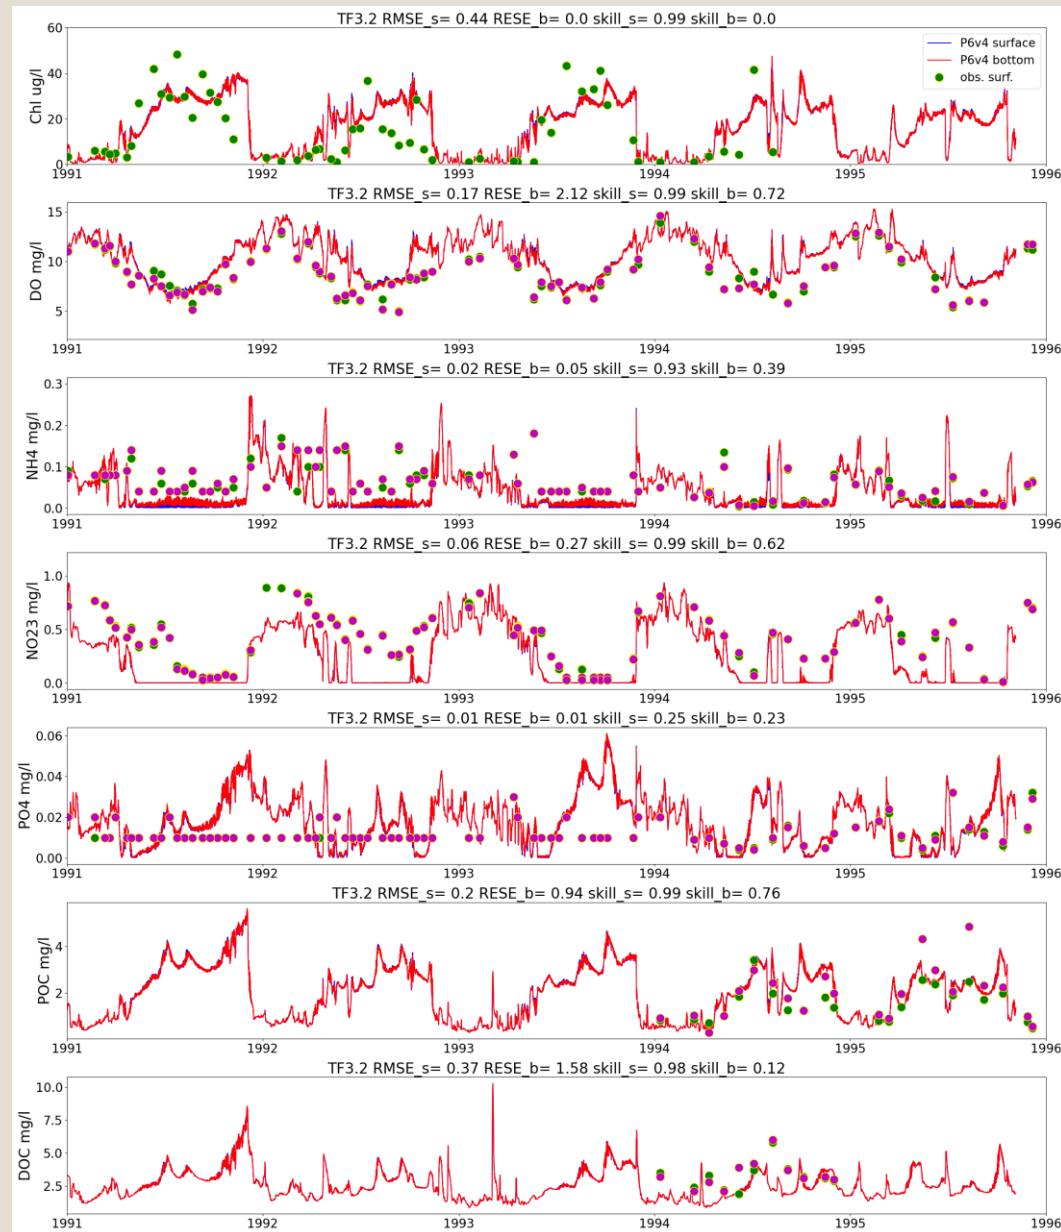 TF3.2 RMSE_s= 0.44 RESE_b= 0.0 skill_s= 0.99 skill_b= 0.0
60
40
20
0
Chl ug/l
P6v4 surface
P6v4 bottom
obs. surf.
1991 1992 1993 1994 1995 1996
TF3.2 RMSE_s= 0.17 RESE_b= 2.12 skill_s= 0.99 skill_b= 0.72
15
10
5
DO mg/l
1991 1992 1993 1994 1995 1996
TF3.2 RMSE_s= 0.02 RESE_b= 0.05 skill_s= 0.93 skill_b= 0.39
0.3
0.2
0.1
0.0
NH4 mg/l
1991 1992 1993 1994 1995 1996
TF3.2 RMSE_s= 0.06 RESE_b= 0.27 skill_s= 0.99 skill_b= 0.62
1.0
0.5
0.0
NO23 mg/l
1991 1992 1993 1994 1995 1996
TF3.2 RMSE_s= 0.01 RESE_b= 0.01 skill_s= 0.25 skill_b= 0.23
0.06
0.04
0.02
0.00
PO4 mg/l
1991 1992 1993 1994 1995 1996
TF3.2 RMSE_s= 0.2 RESE_b= 0.94 skill_s= 0.99 skill_b= 0.76
4
2
POC mg/l
1991 1992 1993 1994 1995 1996
TF3.2 RMSE_s= 0.37 RESE_b= 1.58 skill_s= 0.98 skill_b= 0.12
10.0
7.5
5.0
2.5
DOC mg/l
1991 1992 1993 1994 1995 1996